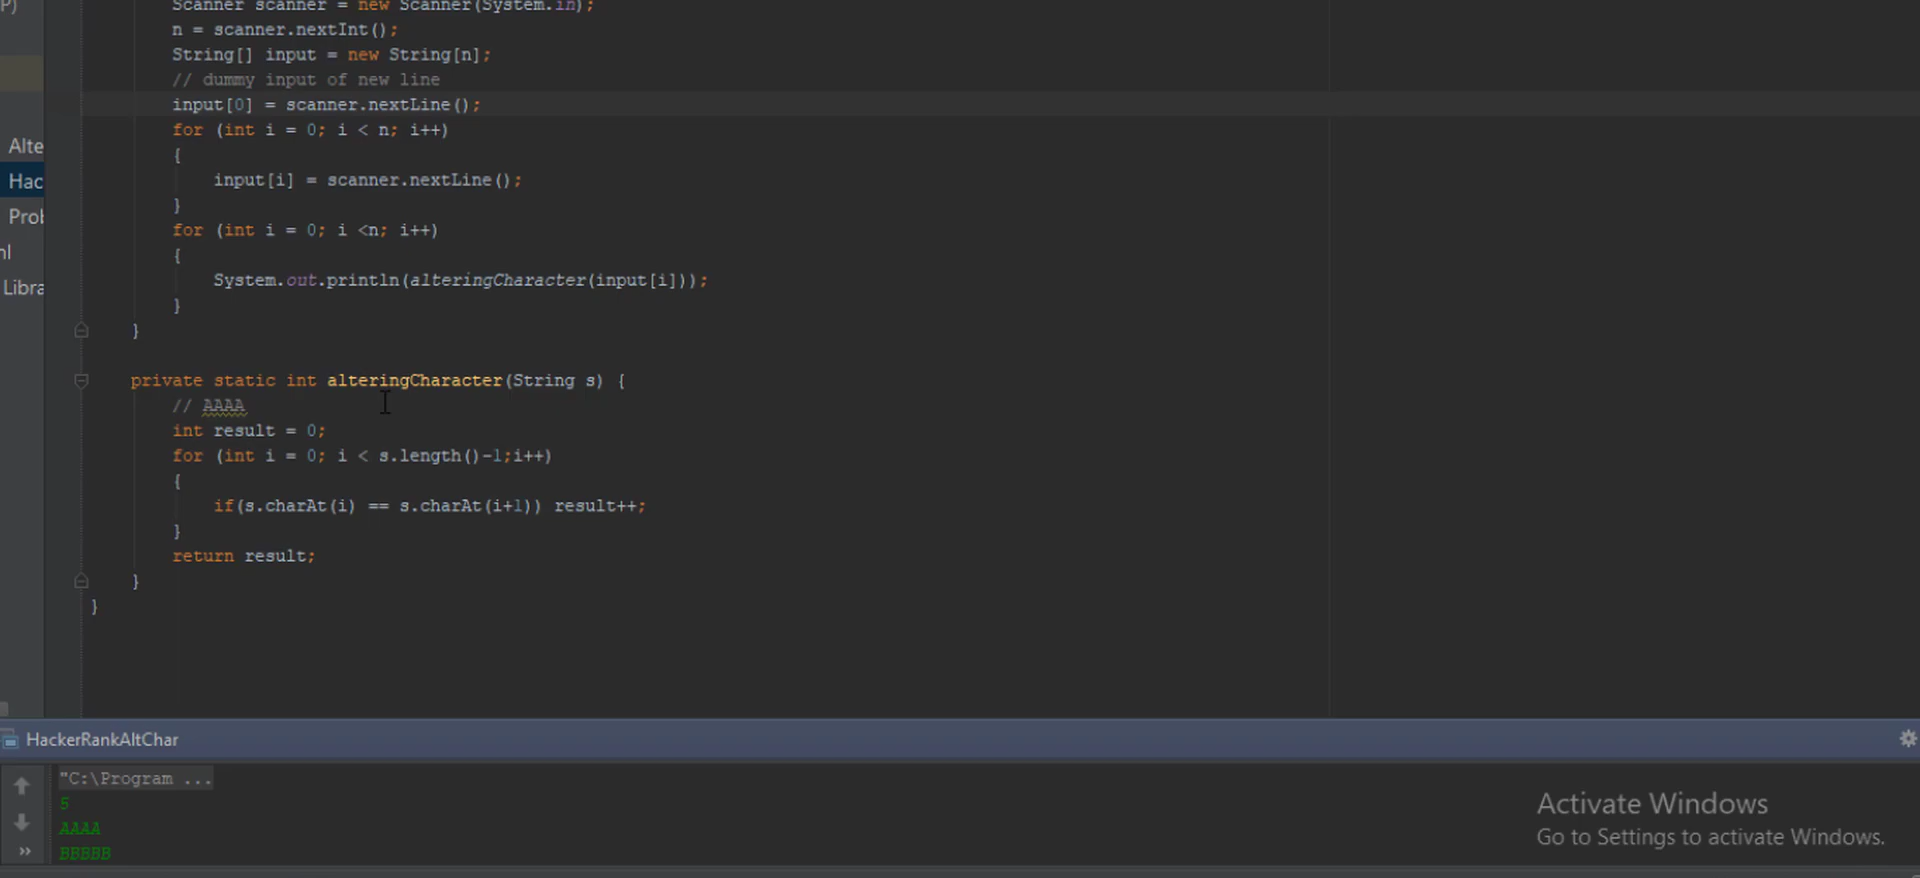 P)
Scanner scanner = new Scanner(System.in);
n = scanner.nextInt();
String[] input = new String[n];
// dummy input of new line
input[0] = scanner.nextLine();
for (int i = 0; i < n; i++)
{
Alte
Hac
input[i] = scanner.nextLine();
}
Prob
for (int i = 0; i <n; i++)
{
ml
System.out.println(alteringCharacter(input[i]));
Libra
}
}
private static int alteringCharacter(String s) {
// AAAA
int result = 0;
for (int i = 0; i < s.length()-1;i++)
{
if(s.charAt(i) == s.charAt(i+1)) result++;
}
return result;
}
}
HackerRankAltChar
"C:\Program ...
5
AAAA
BBBBB
Activate Windows
Go to Settings to activate Windows.